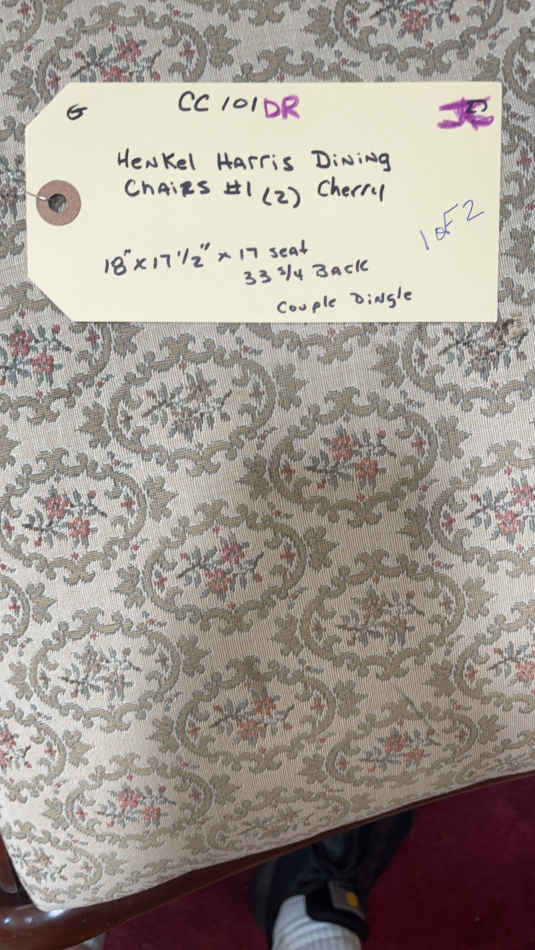 G CC 101 DR
Henkel Harris Dining
Chairs #1 (2) Cherry
1 of 2
18" x 17 1/2" x 17 seat
33 3/4 Back
Couple Dingle